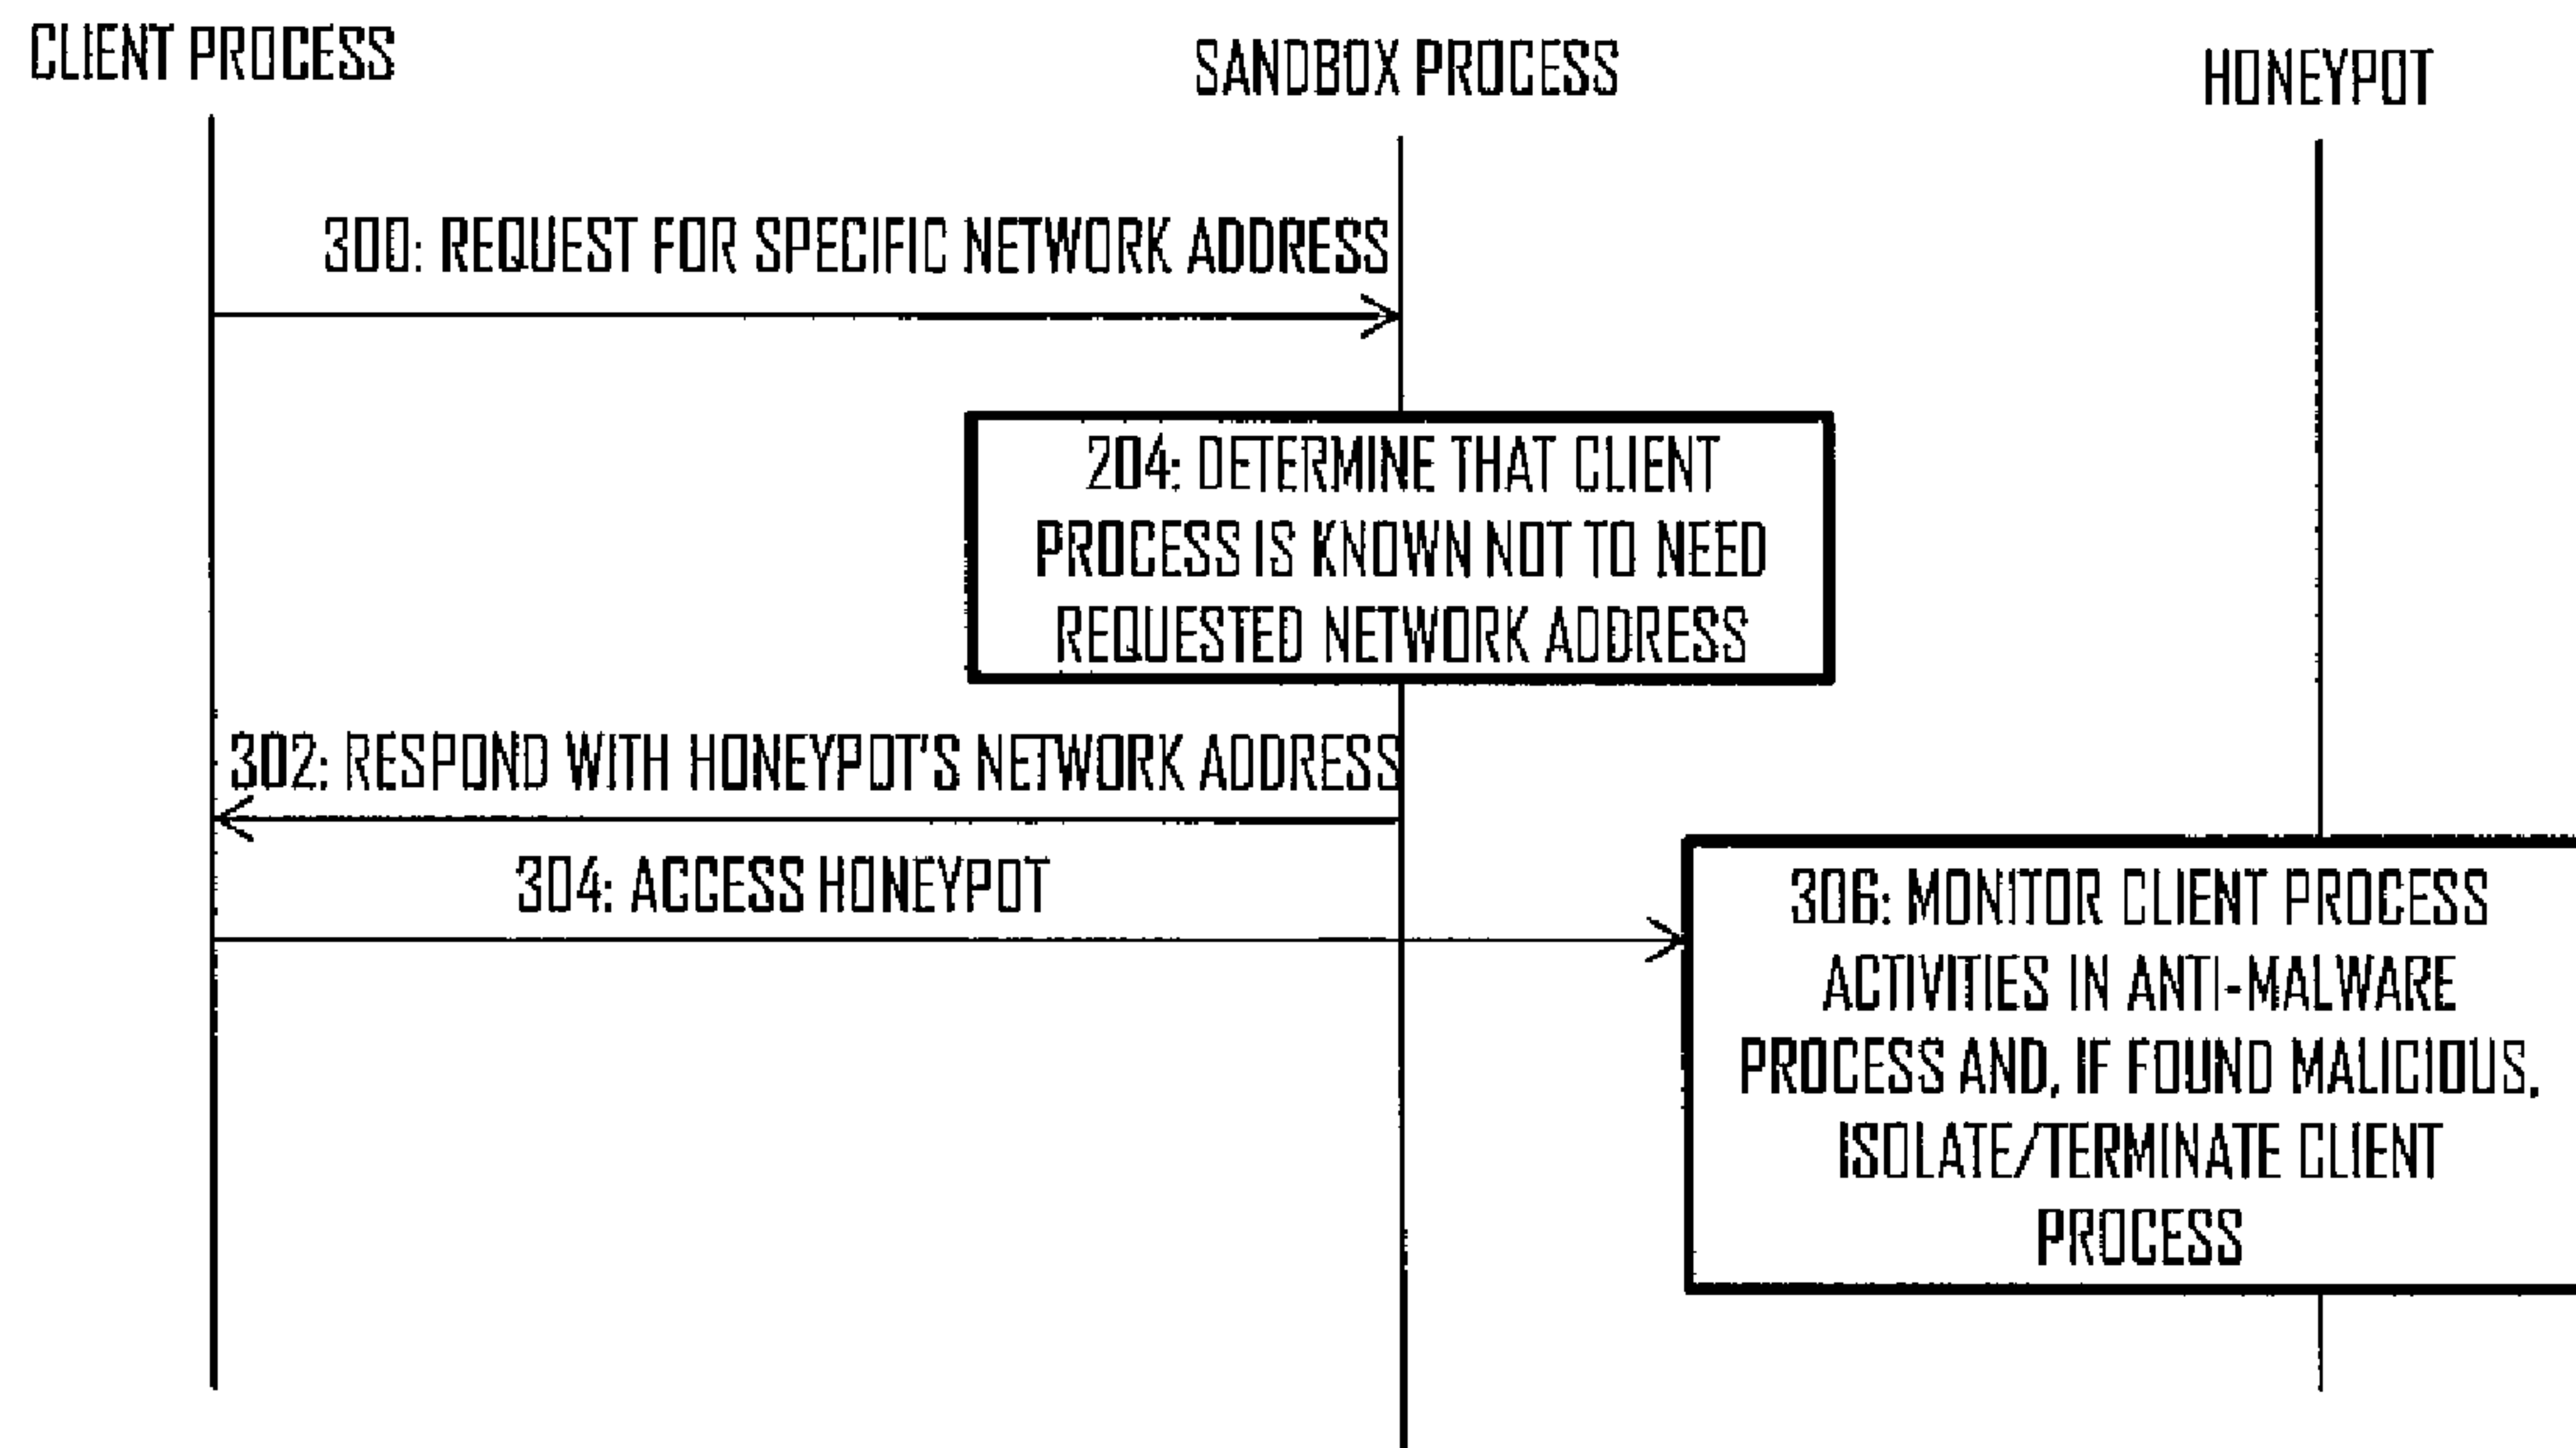 CLIENT PROCESS
SANDBOX PROCESS
HONEYPOT
300: REQUEST FOR SPECIFIC NETWORK ADDRESS
204: DETERMINE THAT CLIENT
PROCESS IS KNOWN NOT TO NEED
REQUESTED NETWORK ADDRESS
302: RESPOND WITH HONEYPOT'S NETWORK ADDRESS
304: ACCESS HONEYPOT
306: MONITOR CLIENT PROCESS
ACTIVITIES IN ANTI-MALWARE
PROCESS AND, IF FOUND MALICIOUS,
ISOLATE/TERMINATE CLIENT
PROCESS